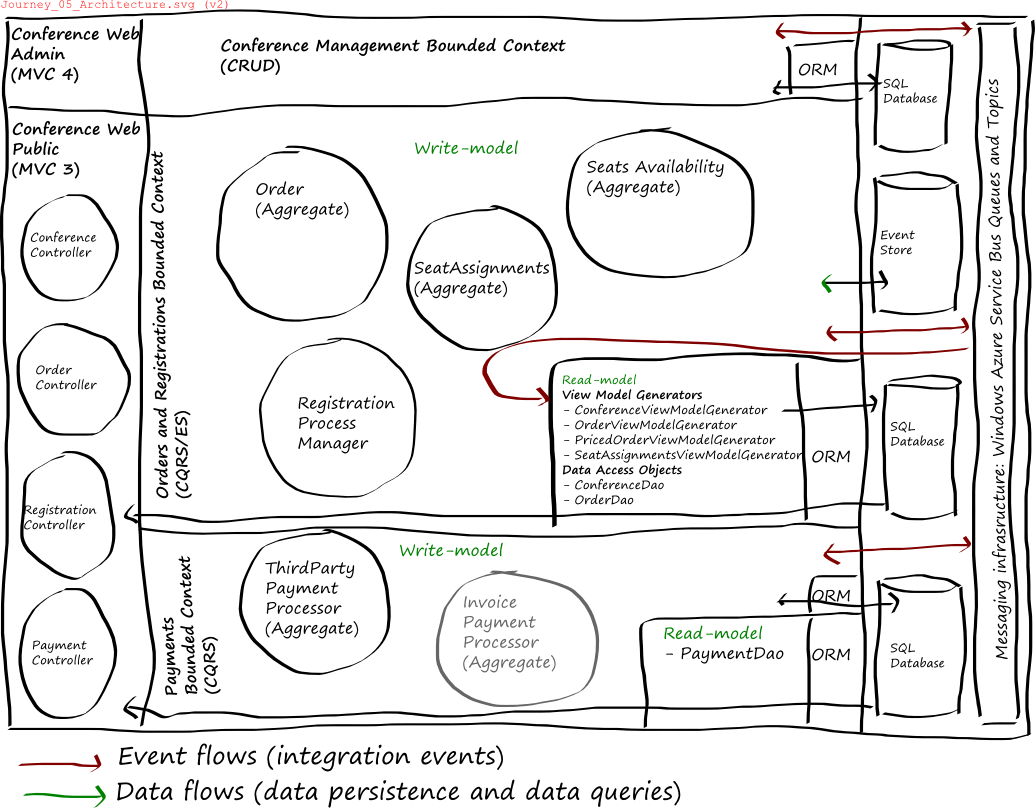 Journey_05_Architecture.svg (v2)
Conference Web
Admin
(MVC 4)
Conference Management Bounded Context
(CRUD)
ORM
SQL
Database
Conference Web
Public
(MVC 3)
Conference
Controller
Order
Controller
Registration
Controller
Payment
Controller
Orders and Registrations Bounded Context
(CQRS/ES)
Write-model
Order
(Aggregate)
SeatAssignments
(Aggregate)
Seats Availability
(Aggregate)
Registration
Process
Manager
Event
Store
Read-model
View Model Generators
- ConferenceViewModelGenerator
- OrderViewModelGenerator
- PricedOrderViewModelGenerator
- SeatAssignmentsViewModelGenerator
Data Access Objects
- ConferenceDao
- OrderDao
ORM
SQL
Database
Payments
Bounded Context
(CQRS)
Write-model
ThirdParty
Payment
Processor
(Aggregate)
Invoice
Payment
Processor
(Aggregate)
ORM
Read-model
- PaymentDao
ORM
SQL
Database
Messaging infrasructure: Windows Azure Service Bus Queues and Topics
Event flows (integration events)
Data flows (data persistence and data queries)